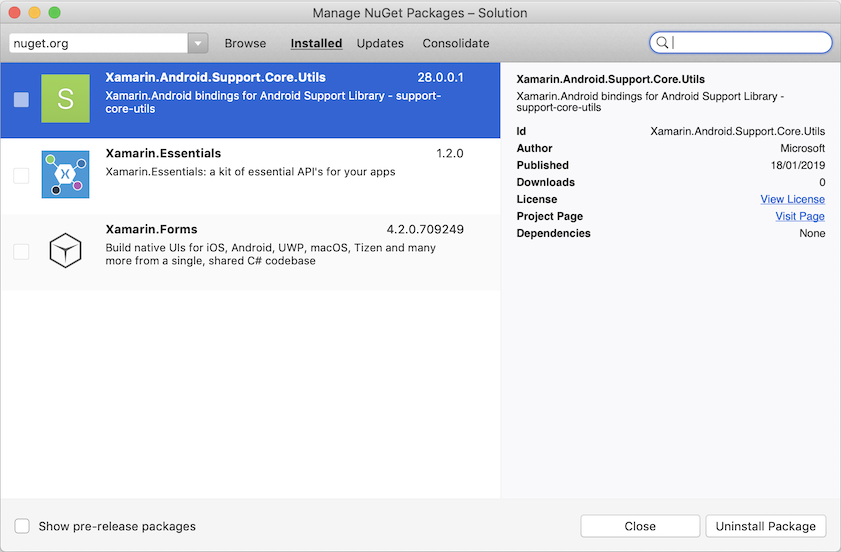 Manage NuGet Packages – Solution
nuget.org
Browse
Installed
Updates
Consolidate
S
Xamarin.Android.Support.Core.Utils 28.0.0.1
Xamarin.Android bindings for Android Support Library - support-
core-utils
Xamarin.Essentials 1.2.0
Xamarin.Essentials: a kit of essential API's for your apps
Xamarin.Forms 4.2.0.709249
Build native UIs for iOS, Android, UWP, macOS, Tizen and many
more from a single, shared C# codebase
Xamarin.Android.Support.Core.Utils
Xamarin.Android bindings for Android Support Library -
support-core-utils
Id Xamarin.Android.Support.Core.Utils
Author Microsoft
Published 18/01/2019
Downloads 0
License View License
Project Page Visit Page
Dependencies None
Show pre-release packages
Close
Uninstall Package